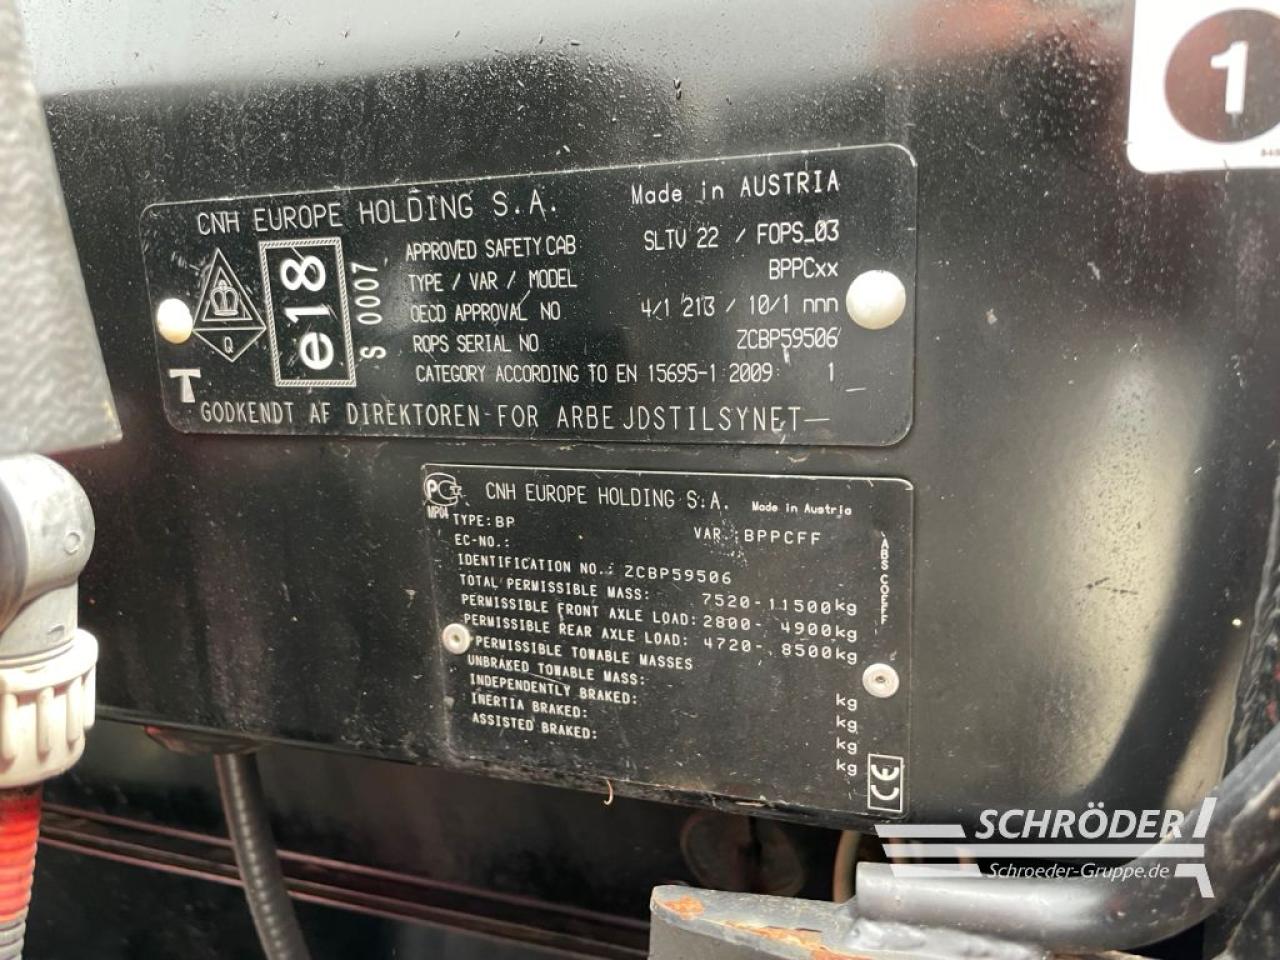 1
CNH EUROPE HOLDING S.A. Made in AUSTRIA
APPROVED SAFETY CAB SLTV 22 / FOPS_03
TYPE / VAR / MODEL BPPCxx
OECD APPROVAL NO 4/1 213 / 10/1 nnn
ROPS SERIAL NO ZCBP59506
CATEGORY ACCORDING TO EN 15695-1:2009: 1
e18
S 0007
Q
T
GODKENDT AF DIREKTOREN FOR ARBEJDSTILSYNET
PC
MP04
CNH EUROPE HOLDING S.A. Made in Austria
TYPE: BP VAR.: BPPCFF
EC-NO.:
IDENTIFICATION NO.: ZCBP59506
TOTAL PERMISSIBLE MASS: 7520-11500kg
PERMISSIBLE FRONT AXLE LOAD: 2800- 4900kg
PERMISSIBLE REAR AXLE LOAD: 4720- 8500kg
PERMISSIBLE TOWABLE MASSES
UNBRAKED TOWABLE MASS: kg
INDEPENDENTLY BRAKED: kg
INERTIA BRAKED: kg
ASSISTED BRAKED: kg
ABS COFFF
CE
SCHRÖDER
Schroeder-Gruppe.de